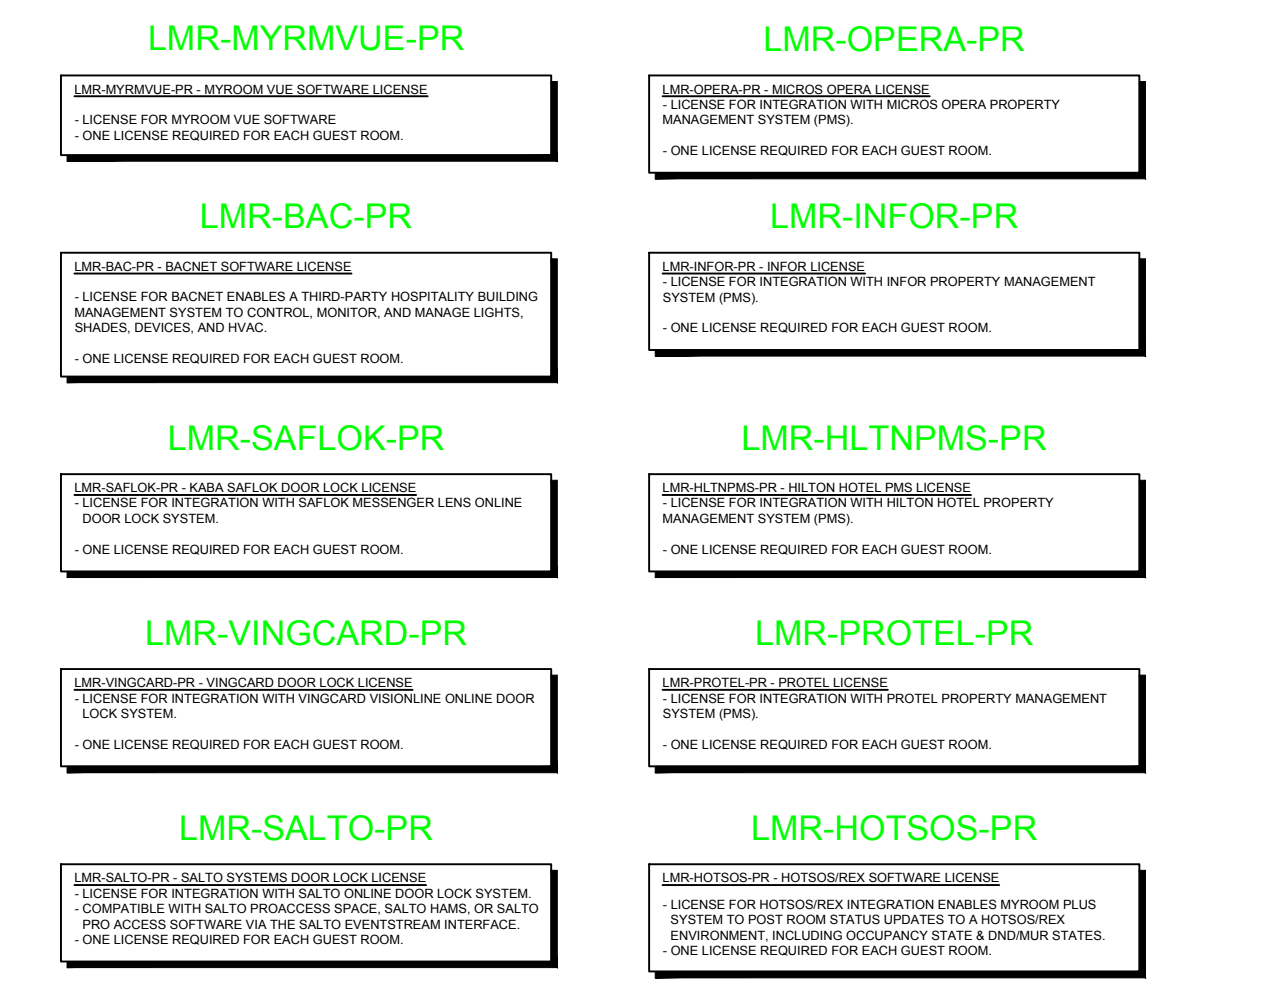 LMR-MYRMVUE-PR
LMR-MYRMVUE-PR - MYROOM VUE SOFTWARE LICENSE
- LICENSE FOR MYROOM VUE SOFTWARE
- ONE LICENSE REQUIRED FOR EACH GUEST ROOM.
LMR-OPERA-PR
LMR-OPERA-PR - MICROS OPERA LICENSE
- LICENSE FOR INTEGRATION WITH MICROS OPERA PROPERTY
MANAGEMENT SYSTEM (PMS).
- ONE LICENSE REQUIRED FOR EACH GUEST ROOM.
LMR-BAC-PR
LMR-BAC-PR - BACNET SOFTWARE LICENSE
- LICENSE FOR BACNET ENABLES A THIRD-PARTY HOSPITALITY BUILDING
MANAGEMENT SYSTEM TO CONTROL, MONITOR, AND MANAGE LIGHTS,
SHADES, DEVICES, AND HVAC.
- ONE LICENSE REQUIRED FOR EACH GUEST ROOM.
LMR-INFOR-PR
LMR-INFOR-PR - INFOR LICENSE
- LICENSE FOR INTEGRATION WITH INFOR PROPERTY MANAGEMENT
SYSTEM (PMS).
- ONE LICENSE REQUIRED FOR EACH GUEST ROOM.
LMR-SAFLOK-PR
LMR-SAFLOK-PR - KABA SAFLOK DOOR LOCK LICENSE
- LICENSE FOR INTEGRATION WITH SAFLOK MESSENGER LENS ONLINE
DOOR LOCK SYSTEM.
- ONE LICENSE REQUIRED FOR EACH GUEST ROOM.
LMR-HLTNPMS-PR
LMR-HLTNPMS-PR - HILTON HOTEL PMS LICENSE
- LICENSE FOR INTEGRATION WITH HILTON HOTEL PROPERTY
MANAGEMENT SYSTEM (PMS).
- ONE LICENSE REQUIRED FOR EACH GUEST ROOM.
LMR-VINGCARD-PR
LMR-VINGCARD-PR - VINGCARD DOOR LOCK LICENSE
- LICENSE FOR INTEGRATION WITH VINGCARD VISIONLINE ONLINE DOOR
LOCK SYSTEM.
- ONE LICENSE REQUIRED FOR EACH GUEST ROOM.
LMR-PROTEL-PR
LMR-PROTEL-PR - PROTEL LICENSE
- LICENSE FOR INTEGRATION WITH PROTEL PROPERTY MANAGEMENT
SYSTEM (PMS).
- ONE LICENSE REQUIRED FOR EACH GUEST ROOM.
LMR-SALTO-PR
LMR-SALTO-PR - SALTO SYSTEMS DOOR LOCK LICENSE
- LICENSE FOR INTEGRATION WITH SALTO ONLINE DOOR LOCK SYSTEM.
- COMPATIBLE WITH SALTO PROACCESS SPACE, SALTO HAMS, OR SALTO
PRO ACCESS SOFTWARE VIA THE SALTO EVENTSTREAM INTERFACE.
- ONE LICENSE REQUIRED FOR EACH GUEST ROOM.
LMR-HOTSOS-PR
LMR-HOTSOS-PR - HOTSOS/REX SOFTWARE LICENSE
- LICENSE FOR HOTSOS/REX INTEGRATION ENABLES MYROOM PLUS
SYSTEM TO POST ROOM STATUS UPDATES TO A HOTSOS/REX
ENVIRONMENT, INCLUDING OCCUPANCY STATE & DND/MUR STATES.
- ONE LICENSE REQUIRED FOR EACH GUEST ROOM.